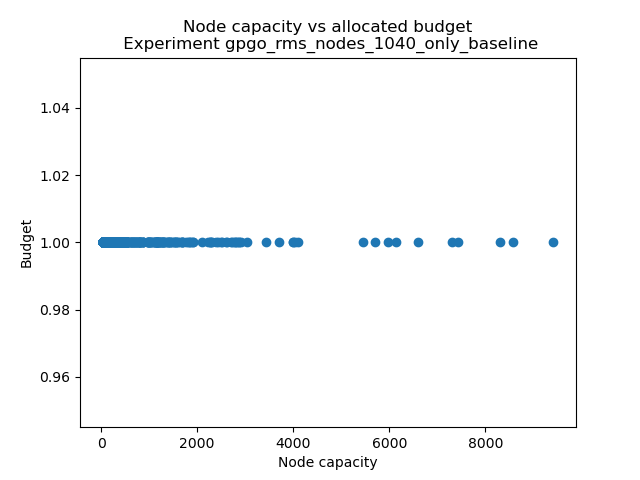 Node capacity vs allocated budget
Experiment gpgo_rms_nodes_1040_only_baseline
Budget
1.04
1.02
1.00
0.98
0.96
0
2000
4000
6000
8000
Node capacity